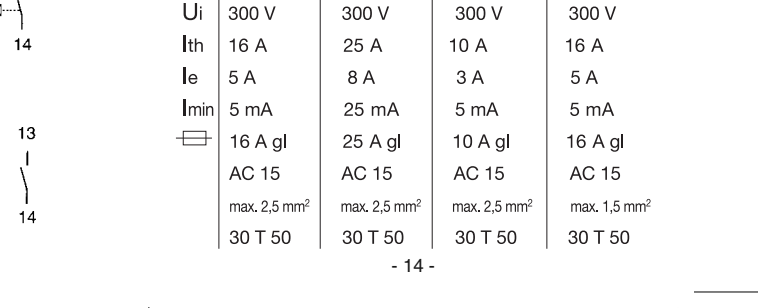 14
Ui 300 V 300 V 300 V 300 V
Ith 16 A 25 A 10 A 16 A
Ie 5 A 8 A 3 A 5 A
Imin 5 mA 25 mA 5 mA 5 mA
16 A gl 25 A gl 10 A gl 16 A gl
AC 15 AC 15 AC 15 AC 15
max. 2,5 mm² max. 2,5 mm² max. 2,5 mm² max. 1,5 mm²
30 T 50 30 T 50 30 T 50 30 T 50
13
14
- 14 -